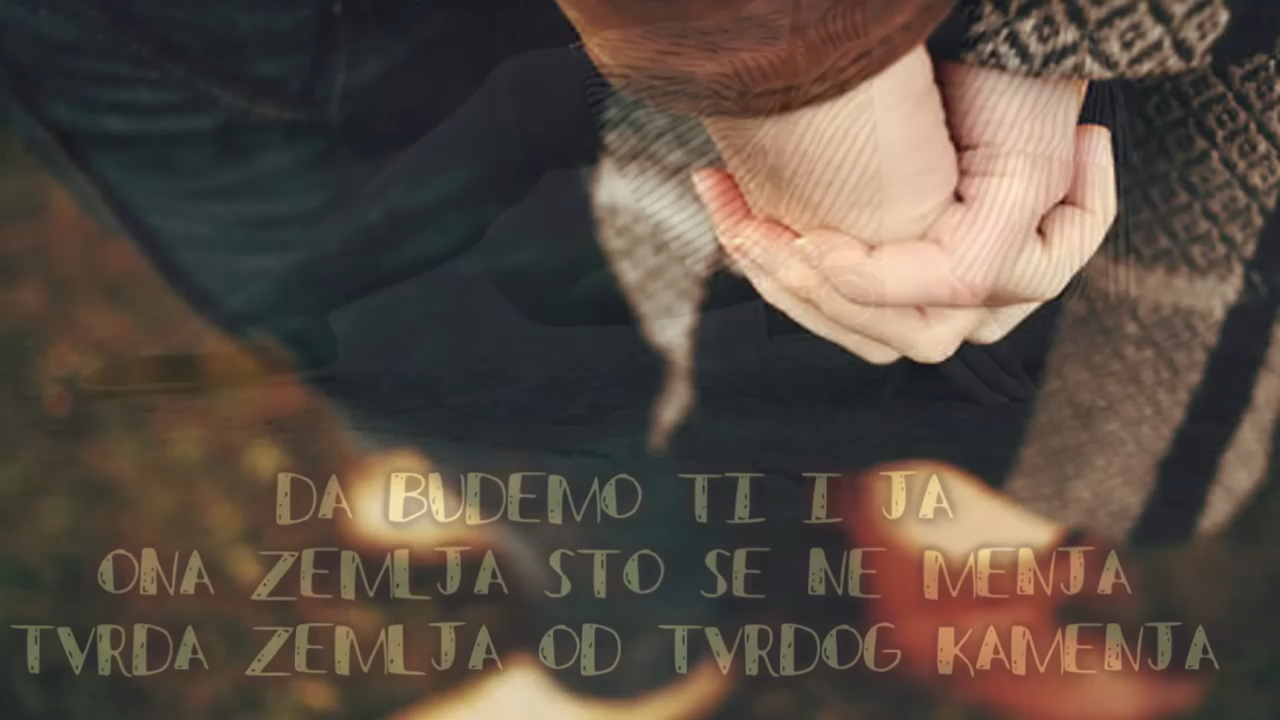 DA BUDEMO TI I JA
ONA ZEMLJA STO SE NE MENJA
TVRDA ZEMLJA OD TVRDOG KAMENJA